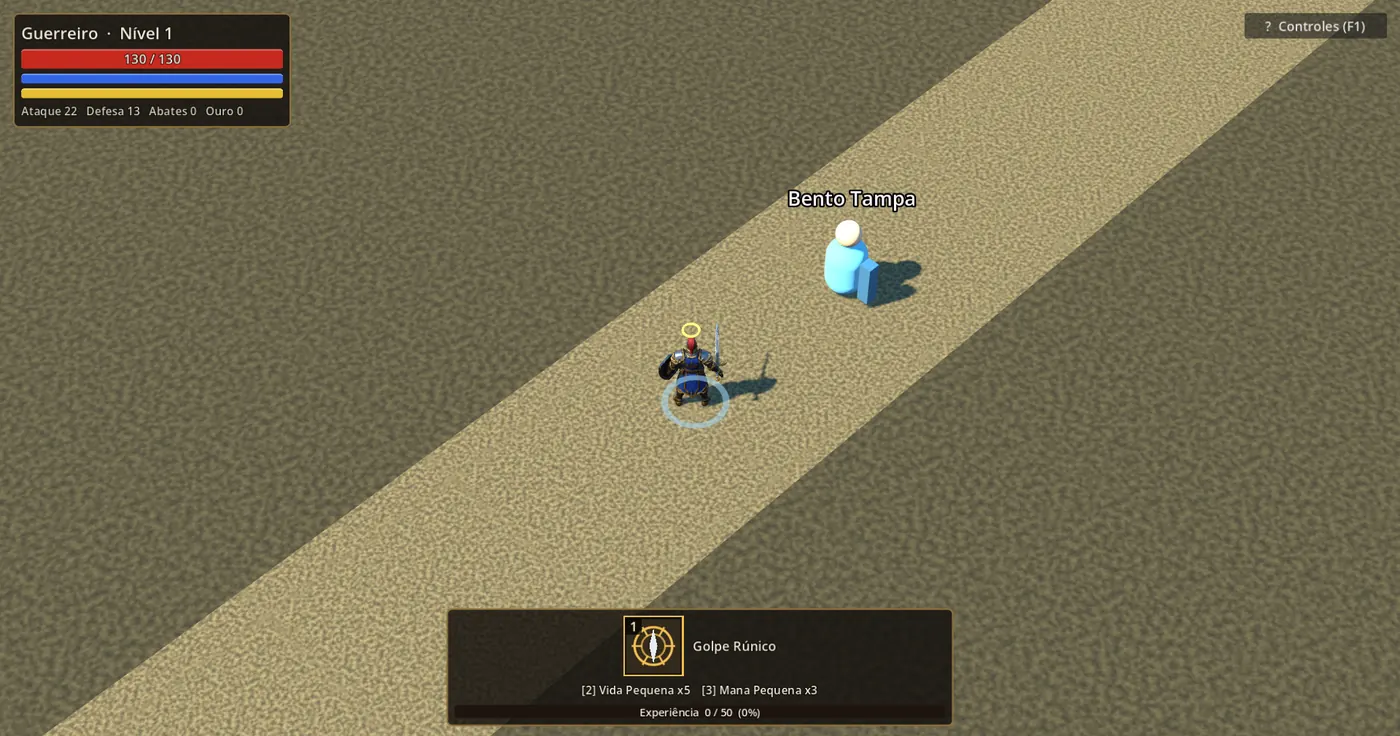 Guerreiro · Nível 1
? Controles (F1)
130 / 130
Ataque 22 Defesa 13 Abates 0 Ouro 0
Bento Tampa
1
Golpe Rúnico
[2] Vida Pequena x5 [3] Mana Pequena x3
Experiência 0 / 50 (0%)